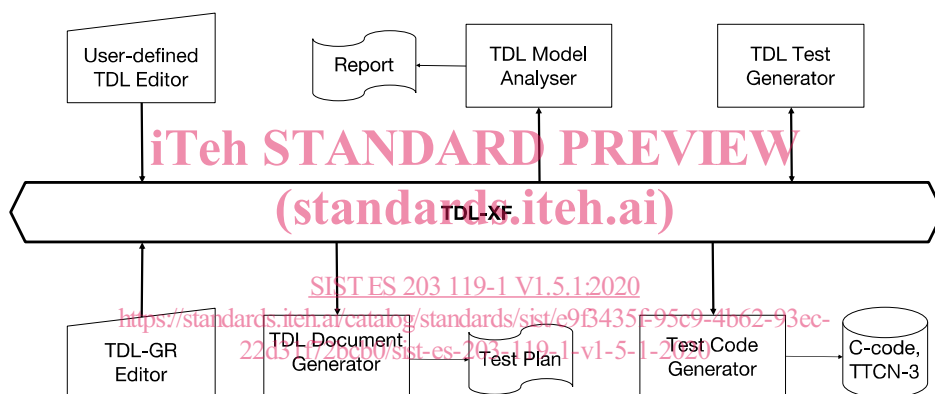 User-defined
TDL Editor
Report
TDL Model
Analyser
TDL Test
Generator
iTeh STANDARD PREVIEW
(standards.iteh.ai)
TDL-XF
SIST ES 203 119-1 V1.5.1:2020
https://standards.iteh.ai/catalog/standards/sist/e9f3435f-93c9-4b62-93ec-
22d31f72bcb0/sist-es-203-119-1-v1-5-1-2020
TDL-GR
Editor
TDL Document
Generator
Test Plan
Test Code
Generator
C-code,
TTCN-3